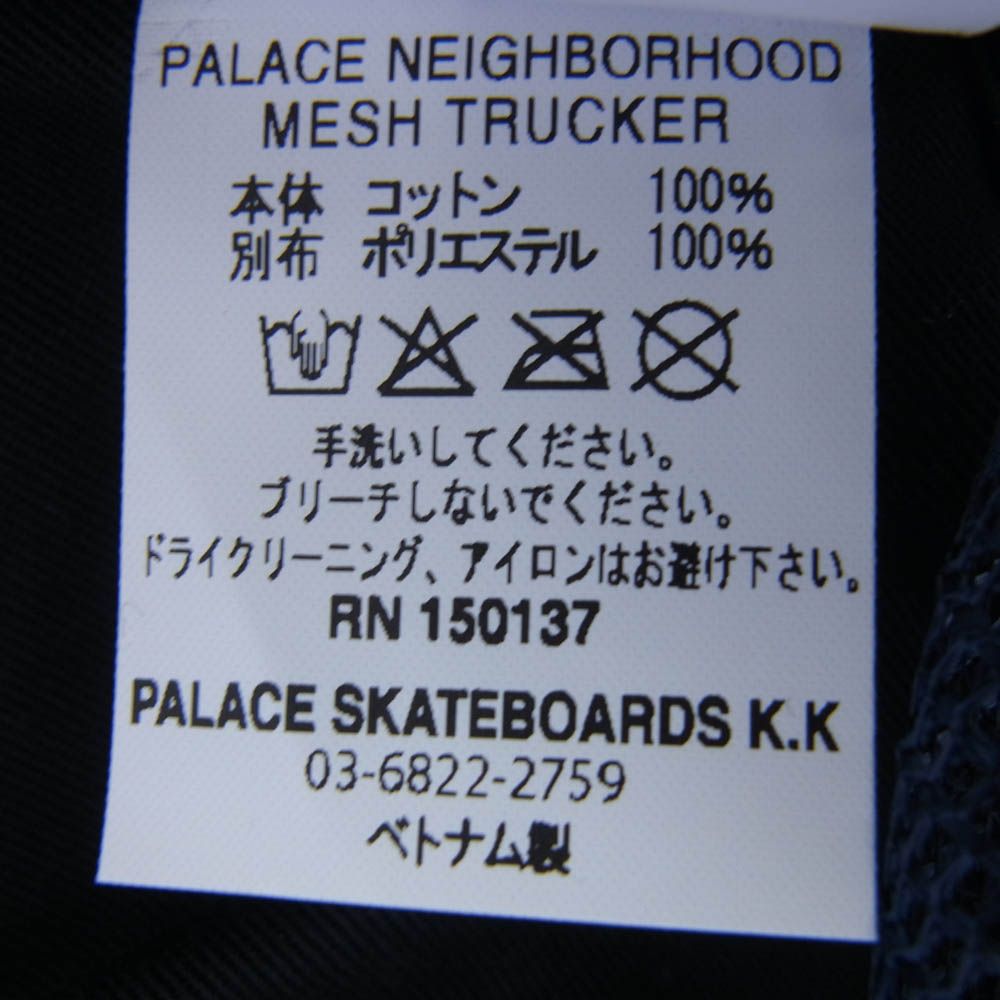 PALACE NEIGHBORHOOD
MESH TRUCKER
本体 コットン 100%
別布 ポリエステル 100%
手洗いしてください。
ブリーチしないでください。
ドライクリーニング、アイロンはお避け下さい。
RN 150137
PALACE SKATEBOARDS K.K
03-6822-2759
ベトナム製